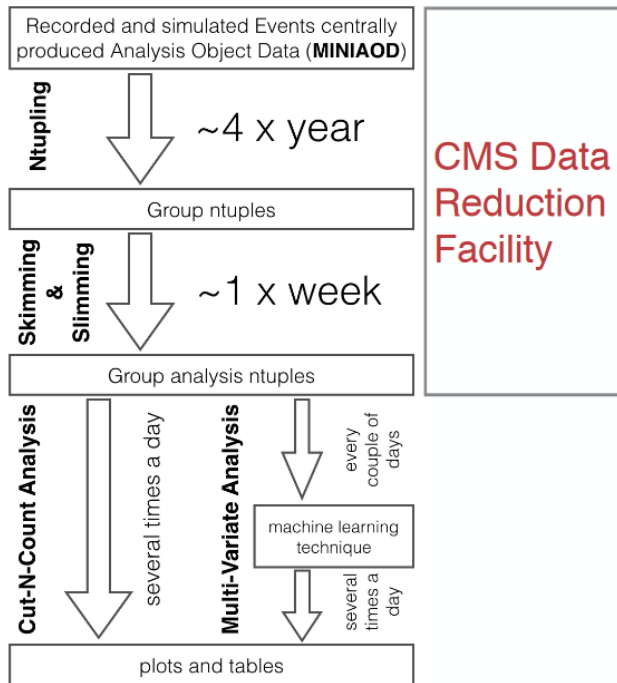 Recorded and simulated Events centrally
produced Analysis Object Data (MINIAOD)
Ntupling
~4 x year
CMS Data
Reduction
Facility
Group ntuples
Skimming
&
Slimming
~1 x week
Group analysis ntuples
Cut-N-Count Analysis
several times a day
Multi-Variate Analysis
every
couple of
days
machine learning
technique
several
times a
day
plots and tables